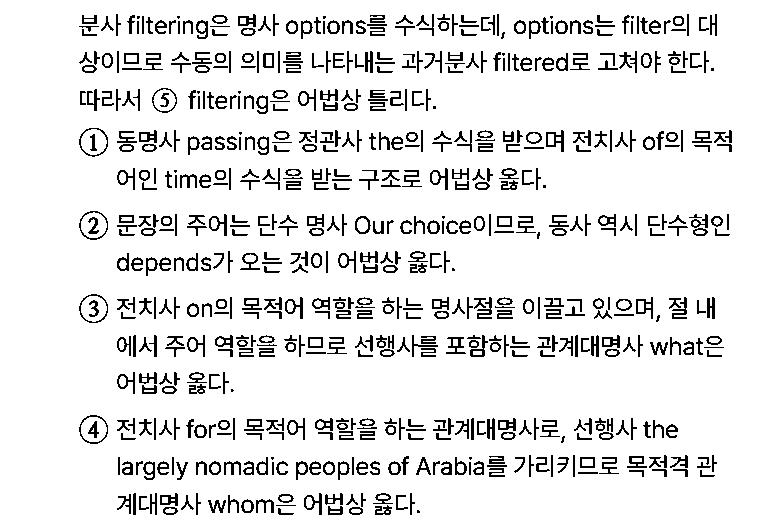 분사 filtering은 명사 options를 수식하는데, options는 filter의 대
상이므로 수동의 의미를 나타내는 과거분사 filtered로 고쳐야 한다.
따라서 ⑤ filtering은 어법상 틀리다.
① 동명사 passing은 정관사 the의 수식을 받으며 전치사 of의 목적
어인 time의 수식을 받는 구조로 어법상 옳다.
② 문장의 주어는 단수 명사 Our choice이므로, 동사 역시 단수형인
depends가 오는 것이 어법상 옳다.
③ 전치사 on의 목적어 역할을 하는 명사절을 이끌고 있으며, 절 내
에서 주어 역할을 하므로 선행사를 포함하는 관계대명사 what은
어법상 옳다.
④ 전치사 for의 목적어 역할을 하는 관계대명사로, 선행사 the
largely nomadic peoples of Arabia를 가리키므로 목적격 관
계대명사 whom은 어법상 옳다.